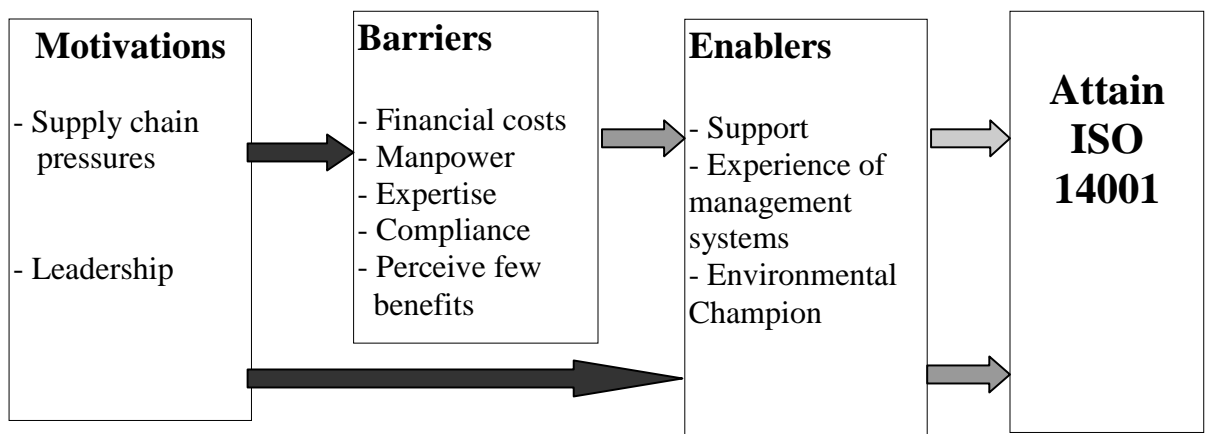 Motivations
- Supply chain
pressures
- Leadership
Barriers
- Financial costs
- Manpower
- Expertise
- Compliance
- Perceive few
benefits
Enablers
- Support
- Experience of
management
systems
- Environmental
Champion
Attain
ISO
14001